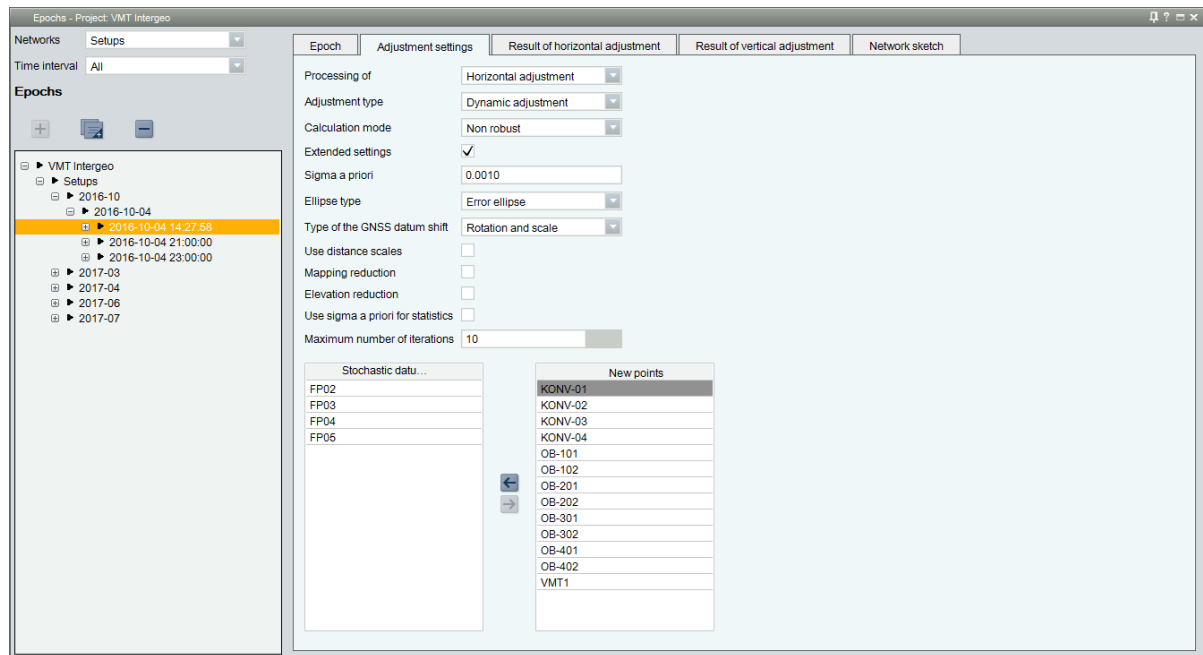 Epochs - Project: VMT Intergeo
Networks Setups
Time interval All
Epochs
VMT Intergeo
Setups
2016-10
2016-10-04
2016-10-04 14:27:58
2016-10-04 21:00:00
2016-10-04 23:00:00
2017-03
2017-04
2017-06
2017-07
Epoch Adjustment settings Result of horizontal adjustment Result of vertical adjustment Network sketch
Processing of Horizontal adjustment
Adjustment type Dynamic adjustment
Calculation mode Non robust
Extended settings
Sigma a priori 0.0010
Ellipse type Error ellipse
Type of the GNSS datum shift Rotation and scale
Use distance scales
Mapping reduction
Elevation reduction
Use sigma a priori for statistics
Maximum number of iterations 10
Stochastic datu...
FP02
FP03
FP04
FP05
New points
KONV-01
KONV-02
KONV-03
KONV-04
OB-101
OB-102
OB-201
OB-202
OB-301
OB-302
OB-401
OB-402
VMT1